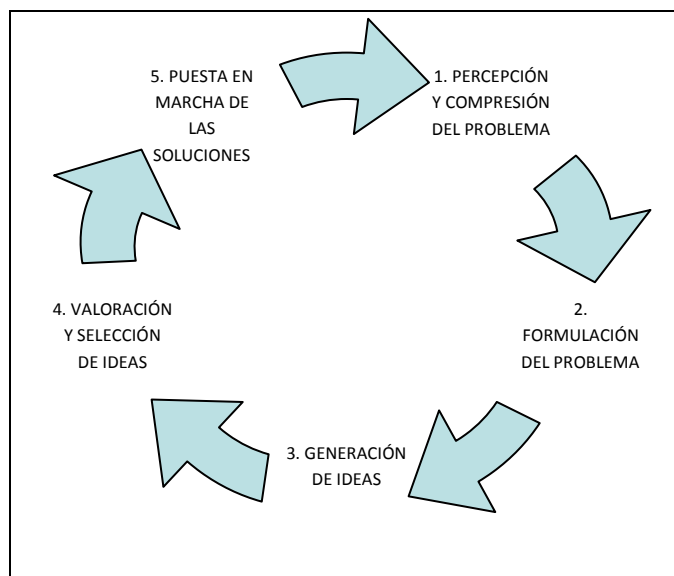 1. PERCEPCIÓN
Y COMPRESIÓN
DEL PROBLEMA
2.
FORMULACIÓN
DEL PROBLEMA
3. GENERACIÓN
DE IDEAS
4. VALORACIÓN
Y SELECCIÓN
DE IDEAS
5. PUESTA EN
MARCHA DE
LAS
SOLUCIONES